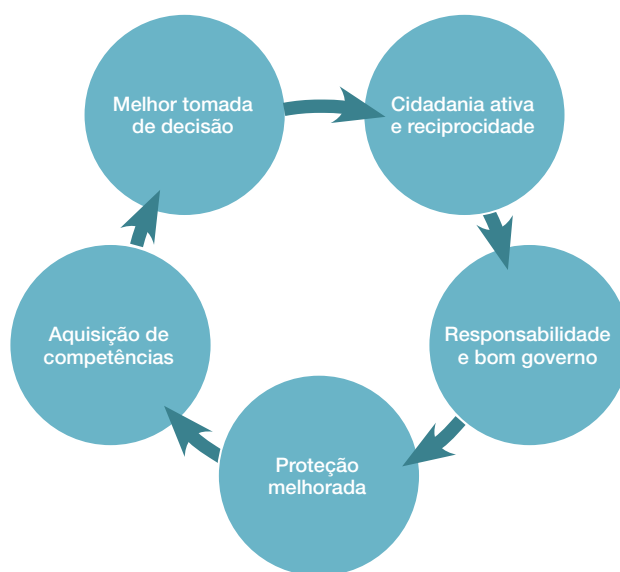 Melhor tomada
de decisão
Cidadania ativa
e reciprocidade
Responsabilidade
e bom governo
Proteção
melhorada
Aquisição de
competências